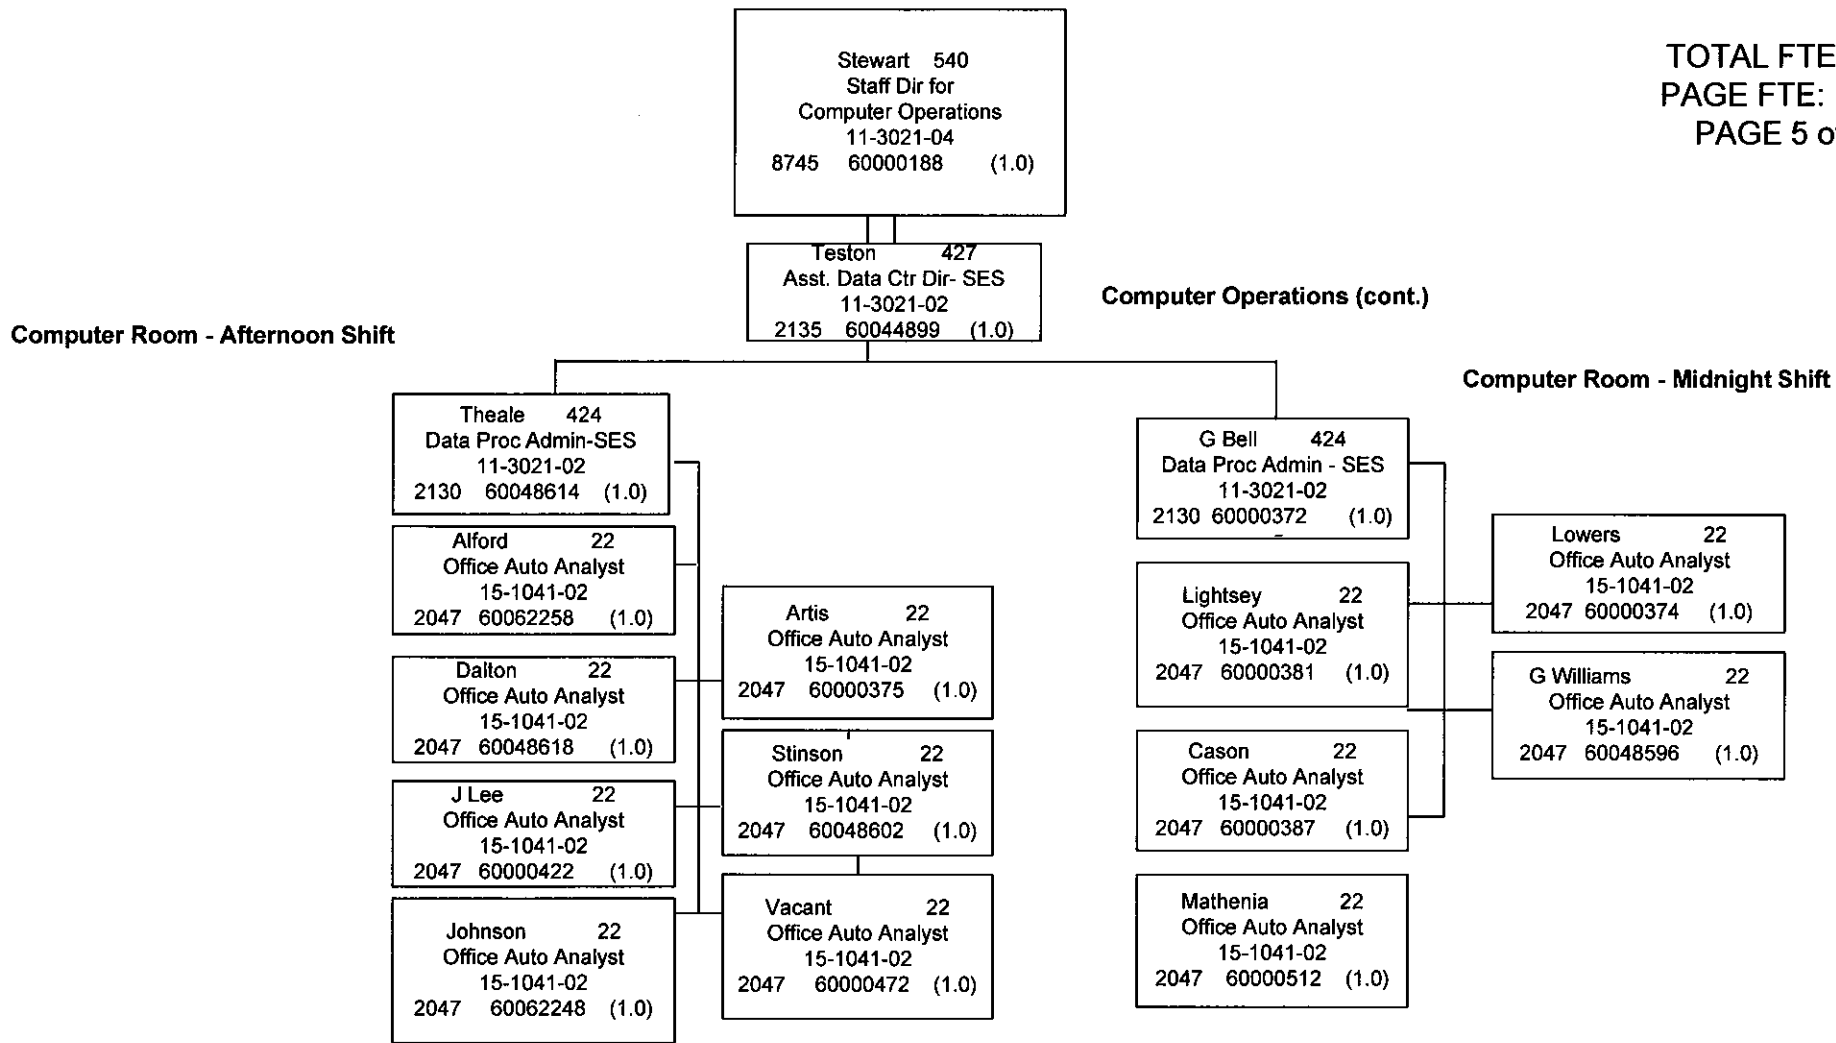 Stewart 540
Staff Dir for
Computer Operations
11-3021-04
8745 60000188 (1.0)
TOTAL FTE
PAGE FTE:
PAGE 5
Teston 427
Asst. Data Ctr Dir- SES
11-3021-02
2135 60044899 (1.0)
Computer Operations (cont.)
Computer Room - Afternoon Shift
Computer Room - Midnight Shift
Theale 424
Data Proc Admin-SES
11-3021-02
2130 60048614 (1.0)
Alford 22
Office Auto Analyst
15-1041-02
2047 60062258 (1.0)
Dalton 22
Office Auto Analyst
15-1041-02
2047 60048618 (1.0)
J Lee 22
Office Auto Analyst
15-1041-02
2047 60000422 (1.0)
Johnson 22
Office Auto Analyst
15-1041-02
2047 60062248 (1.0)
Artis 22
Office Auto Analyst
15-1041-02
2047 60000375 (1.0)
Stinson 22
Office Auto Analyst
15-1041-02
2047 60048602 (1.0)
Vacant 22
Office Auto Analyst
15-1041-02
2047 60000472 (1.0)
G Bell 424
Data Proc Admin - SES
11-3021-02
2130 60000372 (1.0)
Lightsey 22
Office Auto Analyst
15-1041-02
2047 60000381 (1.0)
Cason 22
Office Auto Analyst
15-1041-02
2047 60000387 (1.0)
Mathenia 22
Office Auto Analyst
15-1041-02
2047 60000512 (1.0)
Lowers 22
Office Auto Analyst
15-1041-02
2047 60000374 (1.0)
G Williams 22
Office Auto Analyst
15-1041-02
2047 60048596 (1.0)